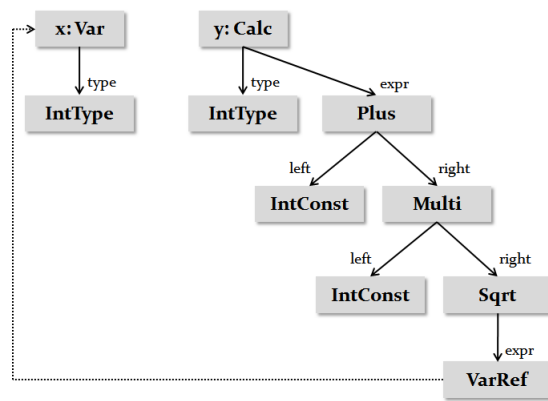 x: Var y: Calc
type type expr
IntType IntType Plus
left right
IntConst Multi
left right
IntConst Sqrt
expr
VarRef